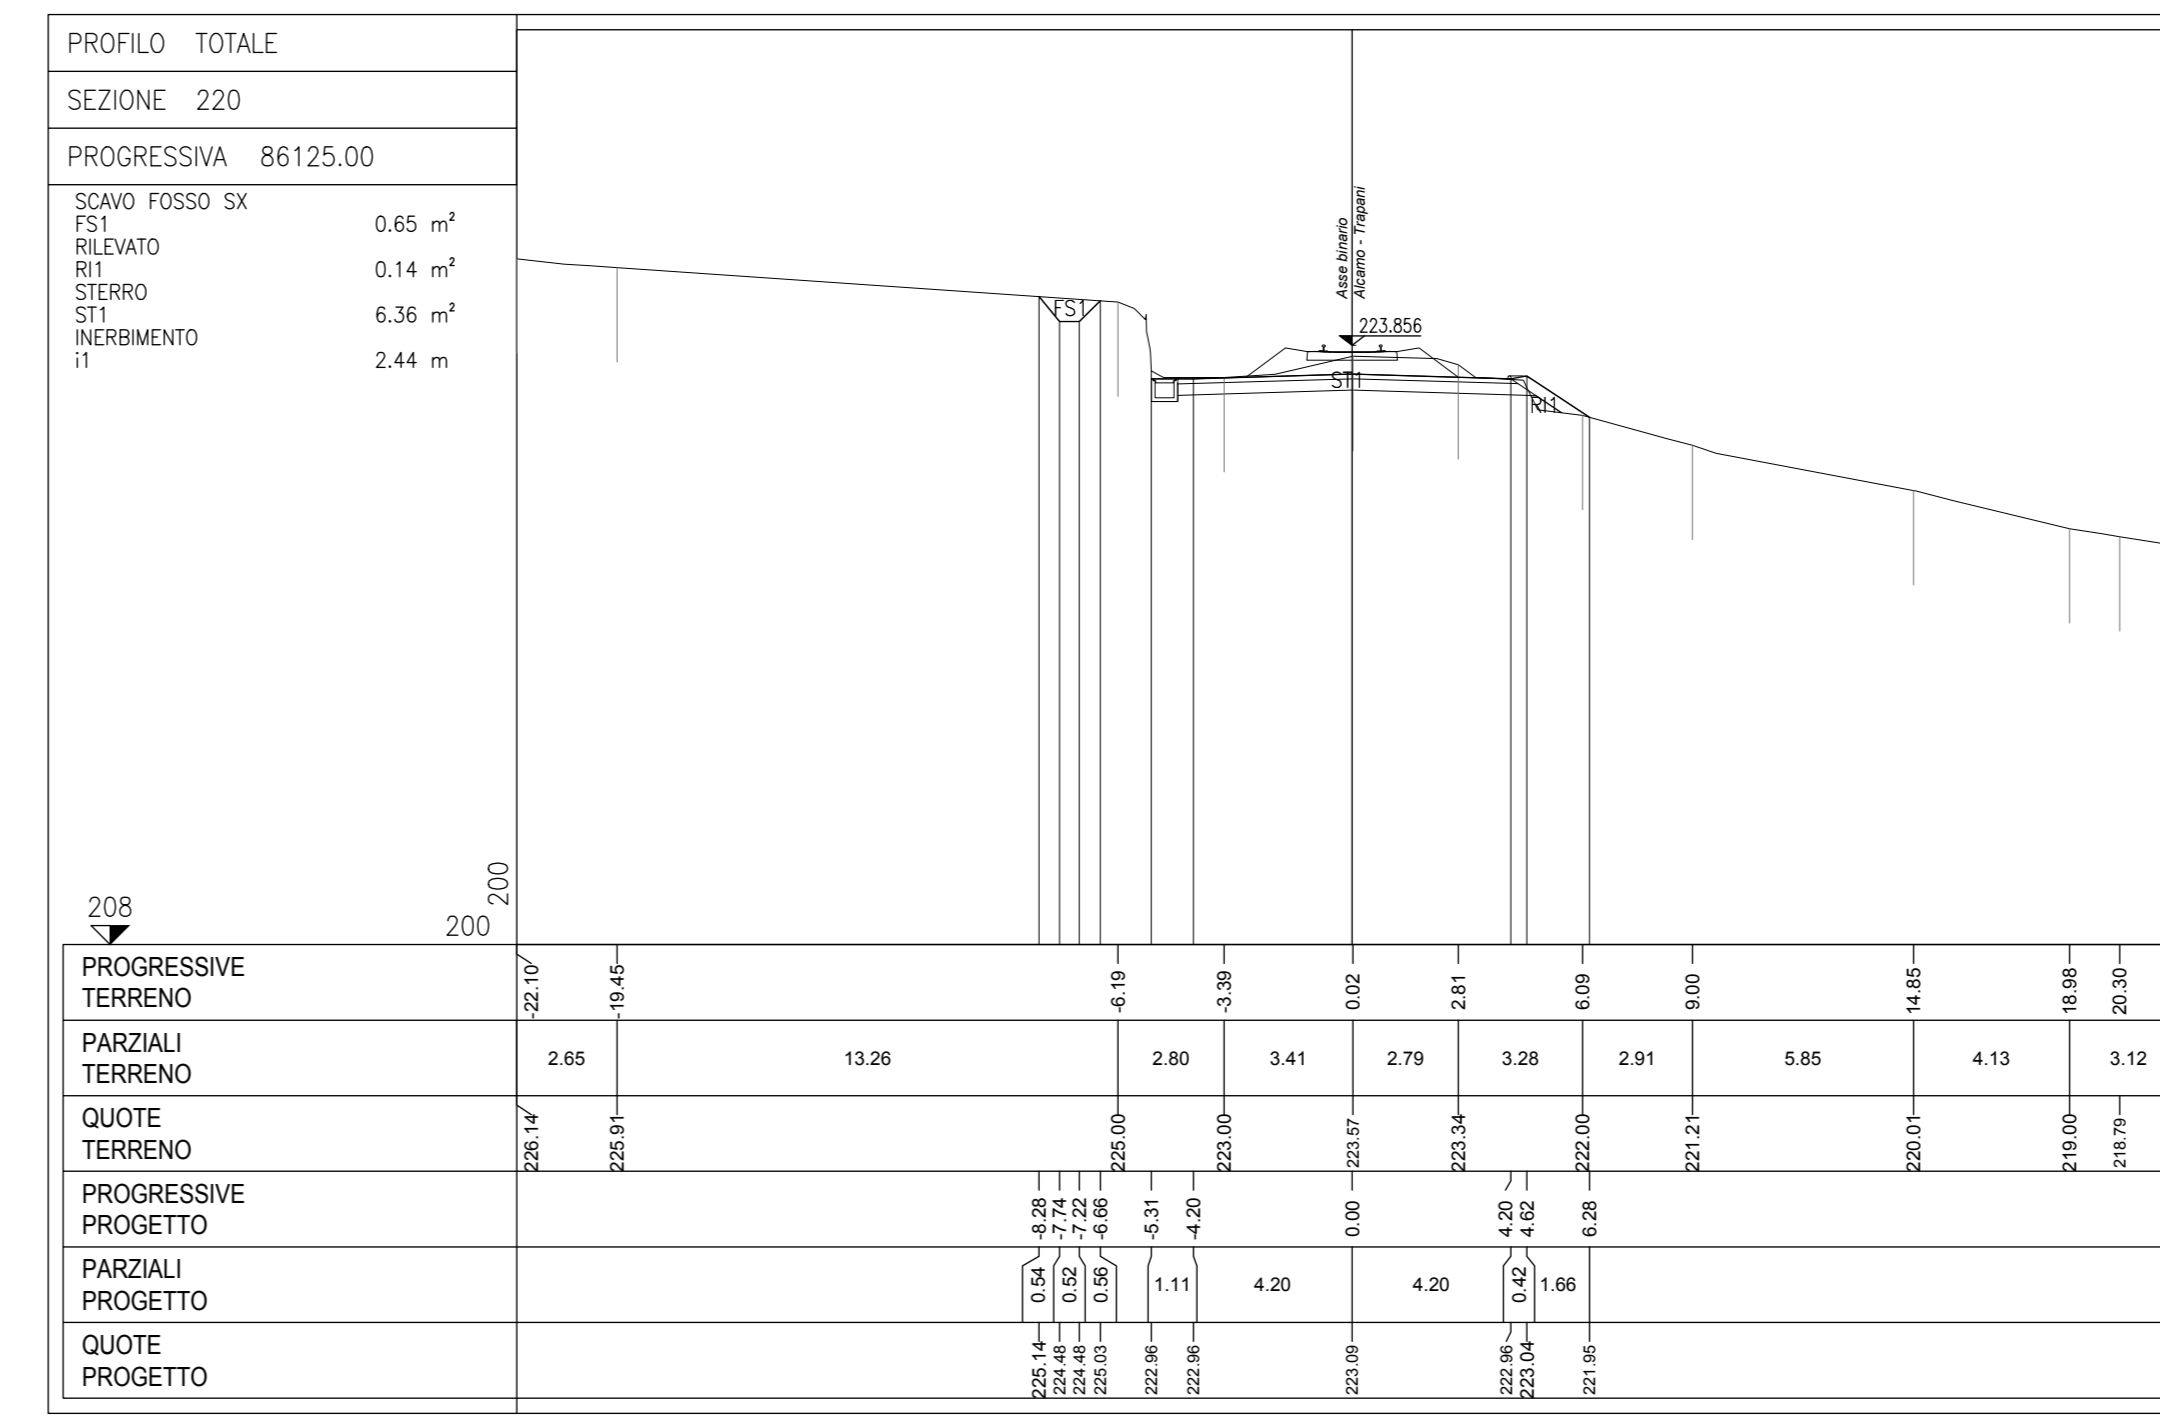 PROFILO TOTALE
SEZIONE 220
PROGRESSIVA 86125.00
SCAVO FOSSO SX
FS1 0.65 m²
RILEVATO
RI1 0.14 m²
STERRO
ST1 6.36 m²
INERBIMENTO
i1 2.44 m
Asse binario
Alcamo - Trapani
223.856
FS1
ST1
RI1
208
200
200
PROGRESSIVE
TERRENO
-22.10 -19.45 -6.19 -3.39 0.02 2.81 6.09 9.00 14.85 18.98 20.30
PARZIALI
TERRENO
2.65 13.26 2.80 3.41 2.79 3.28 2.91 5.85 4.13 3.12
QUOTE
TERRENO
226.14 225.91 225.00 223.00 223.57 223.34 222.00 221.21 220.01 219.00 218.79
PROGRESSIVE
PROGETTO
-8.28 -7.74 -7.22 -6.66 -5.31 -4.20 0.00 4.20 4.62 6.28
PARZIALI
PROGETTO
0.54 0.52 0.56 1.11 4.20 4.20 0.42 1.66
QUOTE
PROGETTO
225.14 224.48 224.48 225.03 222.96 222.96 223.09 222.96 223.04 221.95